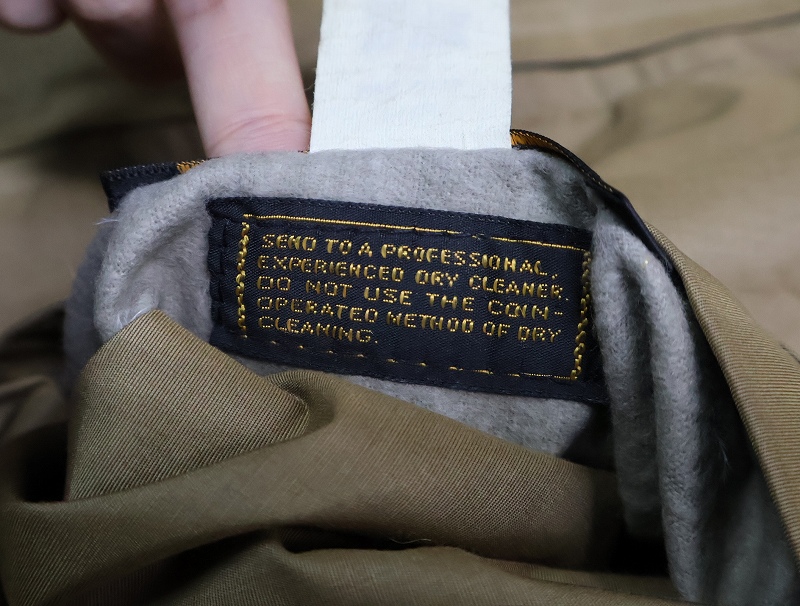 SEND TO A PROFESSIONAL,
EXPERIENCED DRY CLEANER.
DO NOT USE THE COIN-
OPERATED METHOD OF DRY
CLEANING.